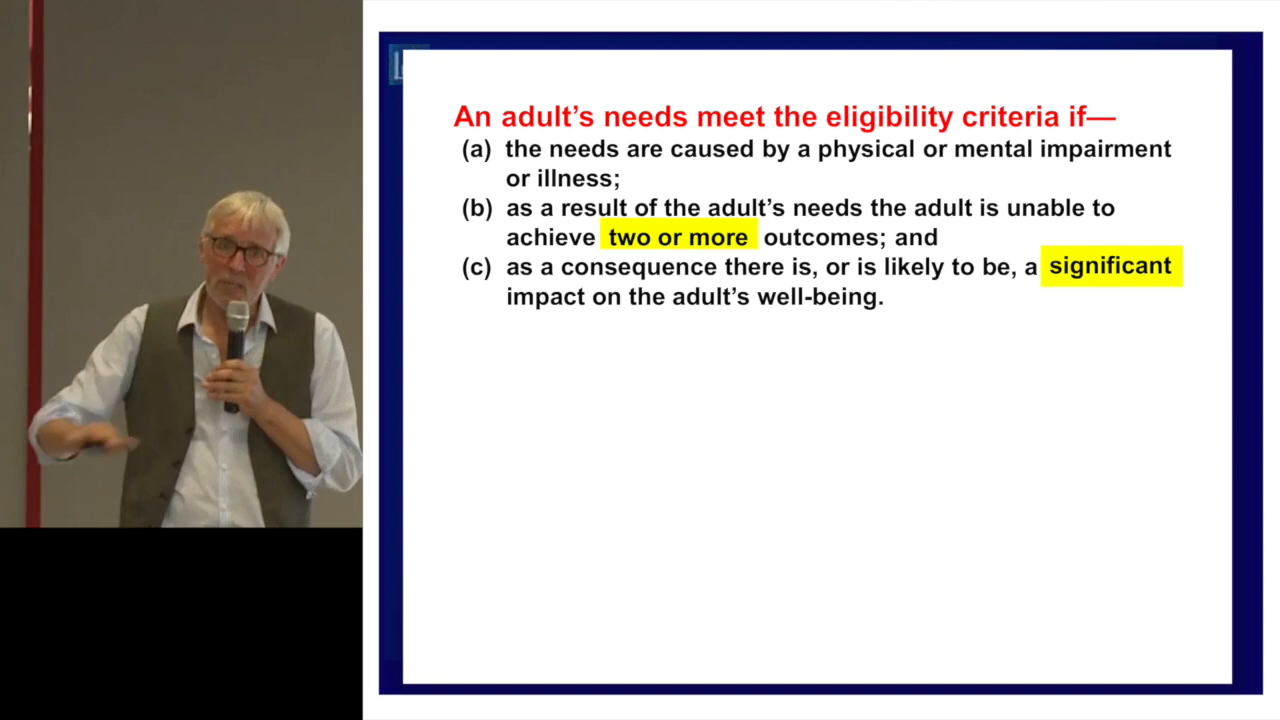 An adult’s needs meet the eligibility criteria if—
(a) the needs are caused by a physical or mental impairment
or illness;
(b) as a result of the adult’s needs the adult is unable to
achieve two or more outcomes; and
(c) as a consequence there is, or is likely to be, a significant
impact on the adult’s well-being.